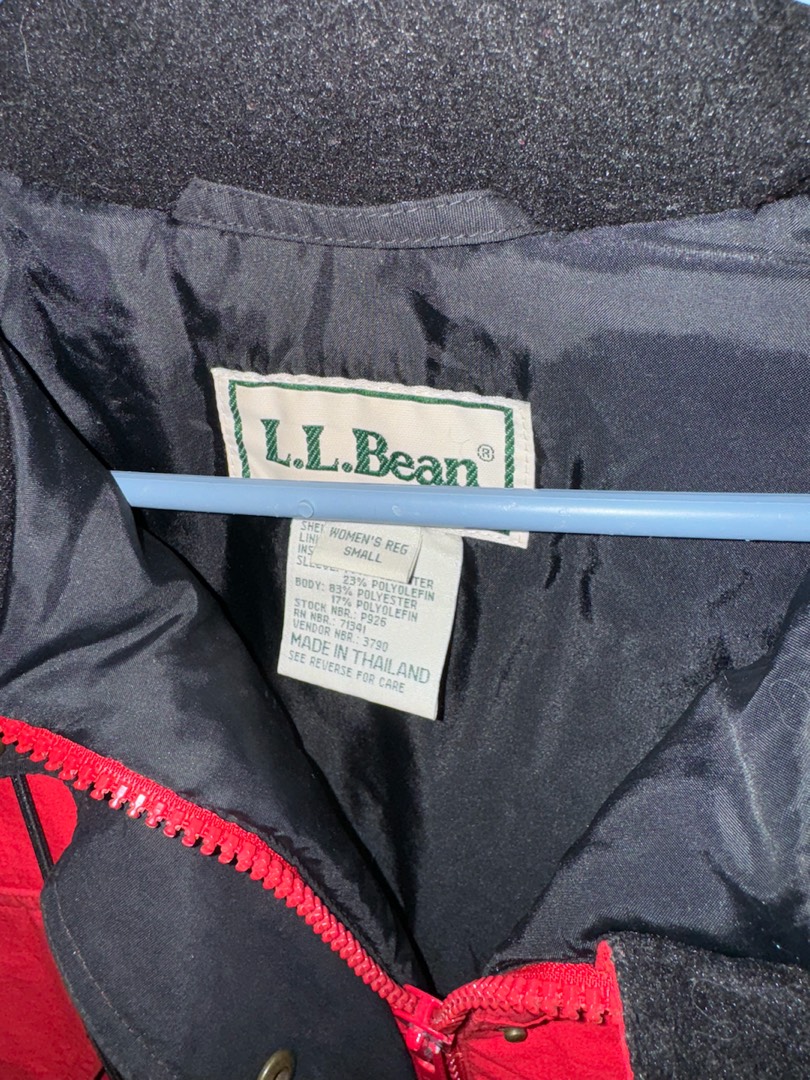 L.L.Bean®
WOMEN'S REG
SMALL
23% POLYOLEFIN
BODY: 83% POLYESTER
17% POLYOLEFIN
STOCK NBR.: P926
RN NBR.: 71341
VENDOR NBR.: 3790
MADE IN THAILAND
SEE REVERSE FOR CARE